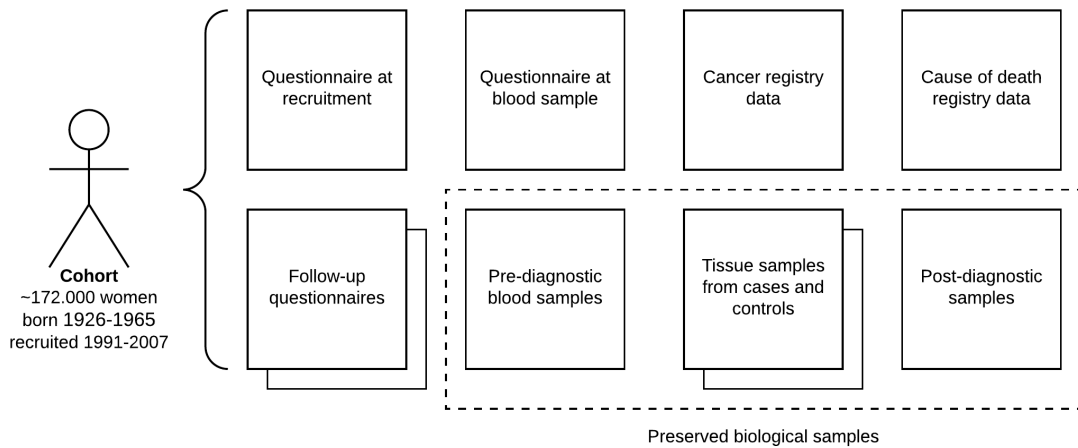 Questionnaire at
recruitment
Questionnaire at
blood sample
Cancer registry
data
Cause of death
registry data
Cohort
~172.000 women
born 1926-1965
recruited 1991-2007
Follow-up
questionnaires
Pre-diagnostic
blood samples
Tissue samples
from cases and
controls
Post-diagnostic
samples
Preserved biological samples